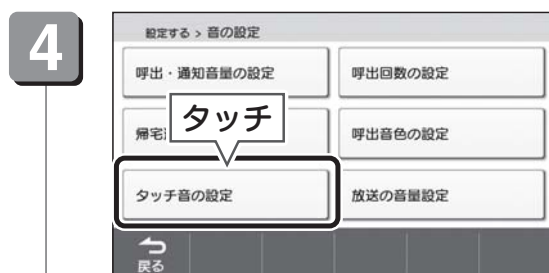 4
設定する > 音の設定
呼出・通知音量の設定
呼出回数の設定
タッチ
帰宅
呼出音色の設定
タッチ音の設定
放送の音量設定
戻る